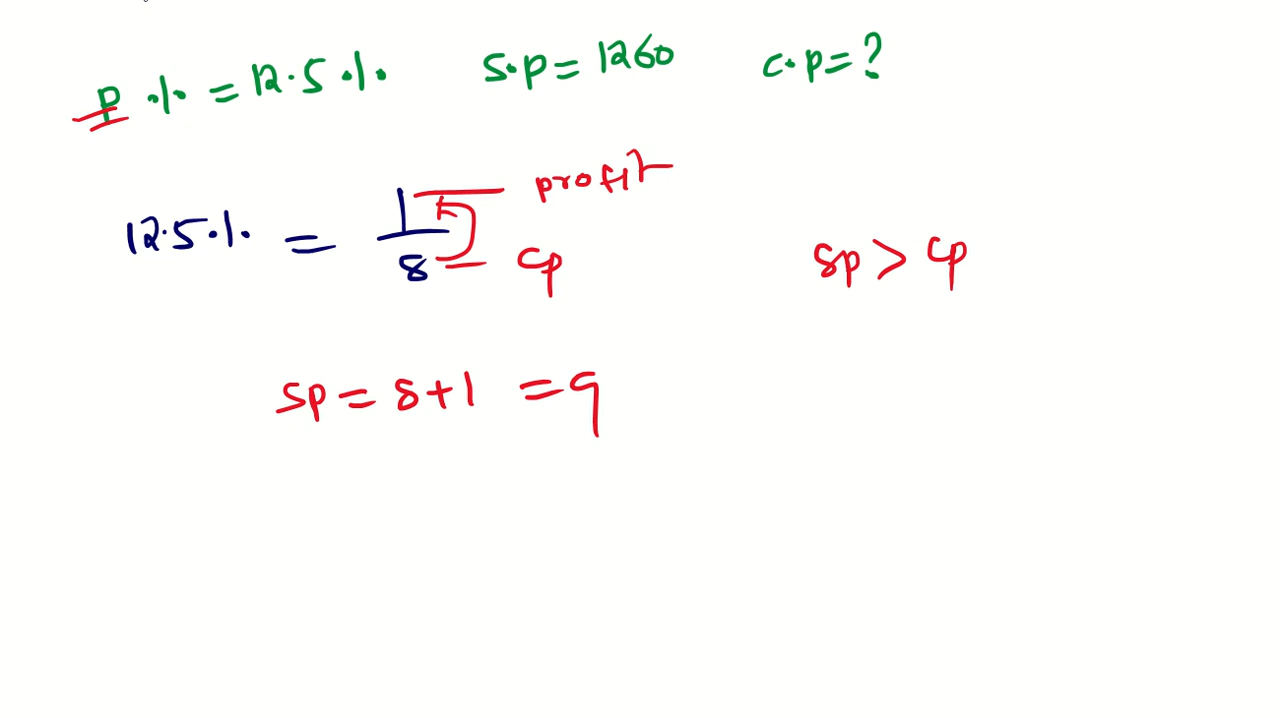 P % = 12.5 % S.P = 1260 C.P = ?
12.5 % = 1/8 profit CP
SP > CP
SP = 8 + 1 = 9